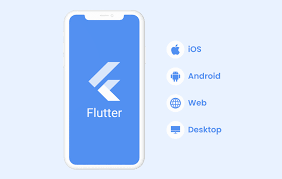 Flutter
iOS
Android
Web
Desktop